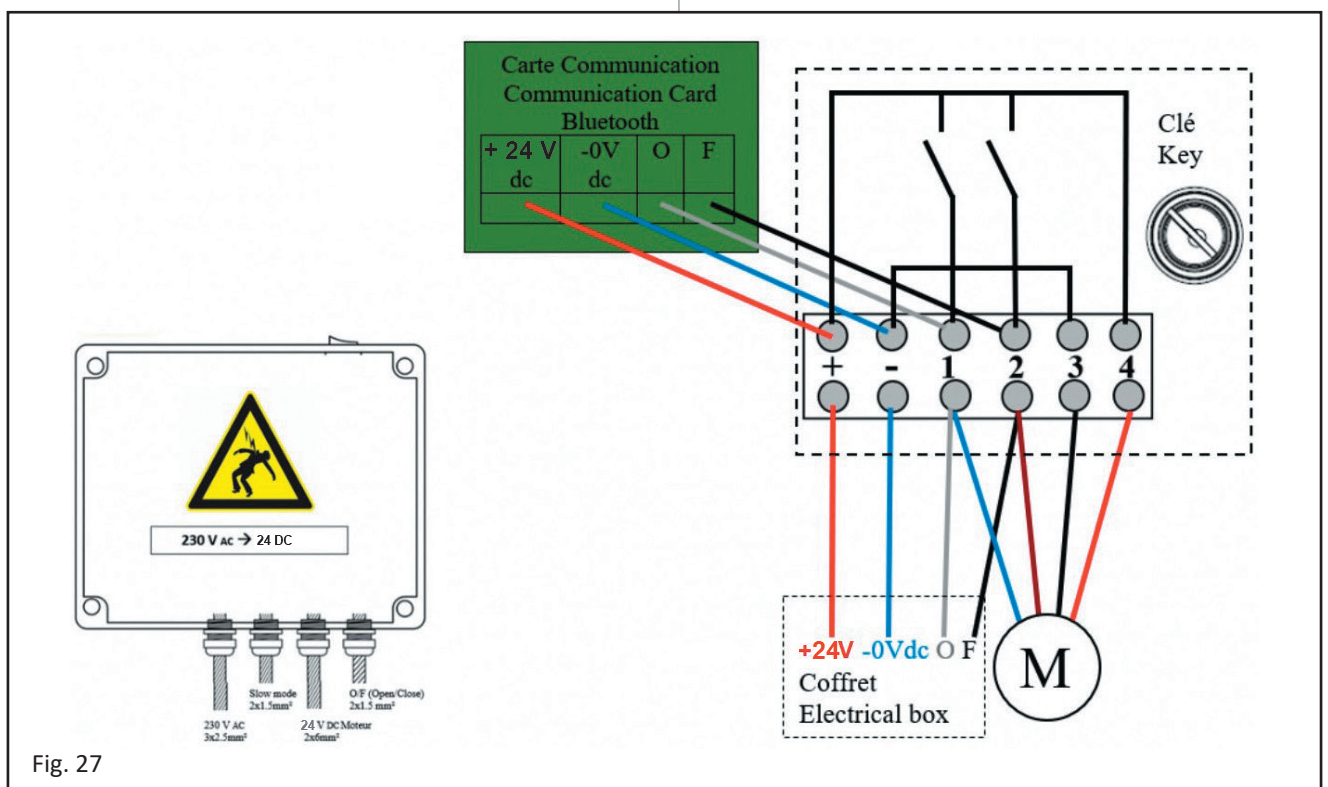 Carte Communication
Communication Card
Bluetooth
+ 24 V -0V O F
dc dc
Clé
Key
+ - 1 2 3 4
230 V AC → 24 DC
Slow mode
2x1.5mm²
O/F (Open/Close)
2x1.5 mm²
230 V AC
3x2.5mm²
24 V DC Moteur
2x6mm²
+24V -0Vdc O F
Coffret
Electrical box
M
Fig. 27